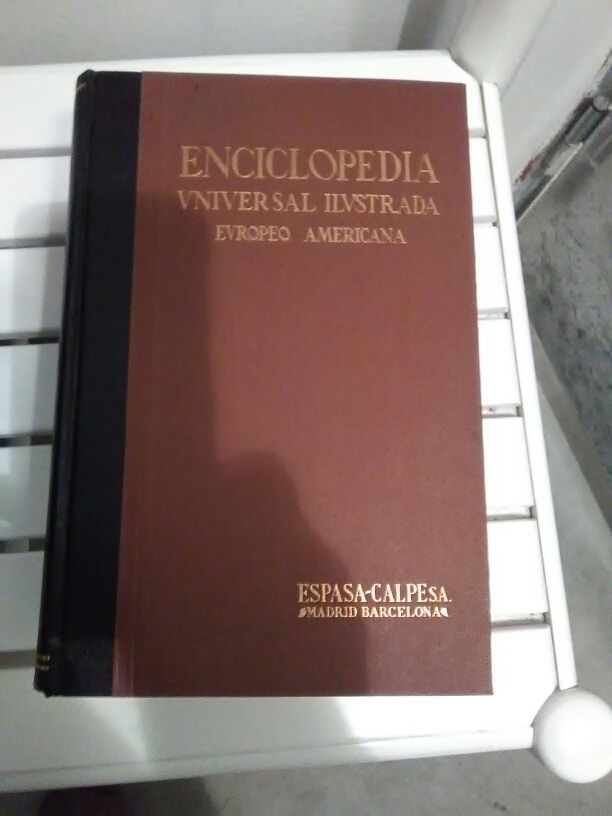 ENCICLOPEDIA
VNIVERSAL ILVSTRADA
EVROPEO AMERICANA
ESPASA-CALPE S.A.
MADRID BARCELONA